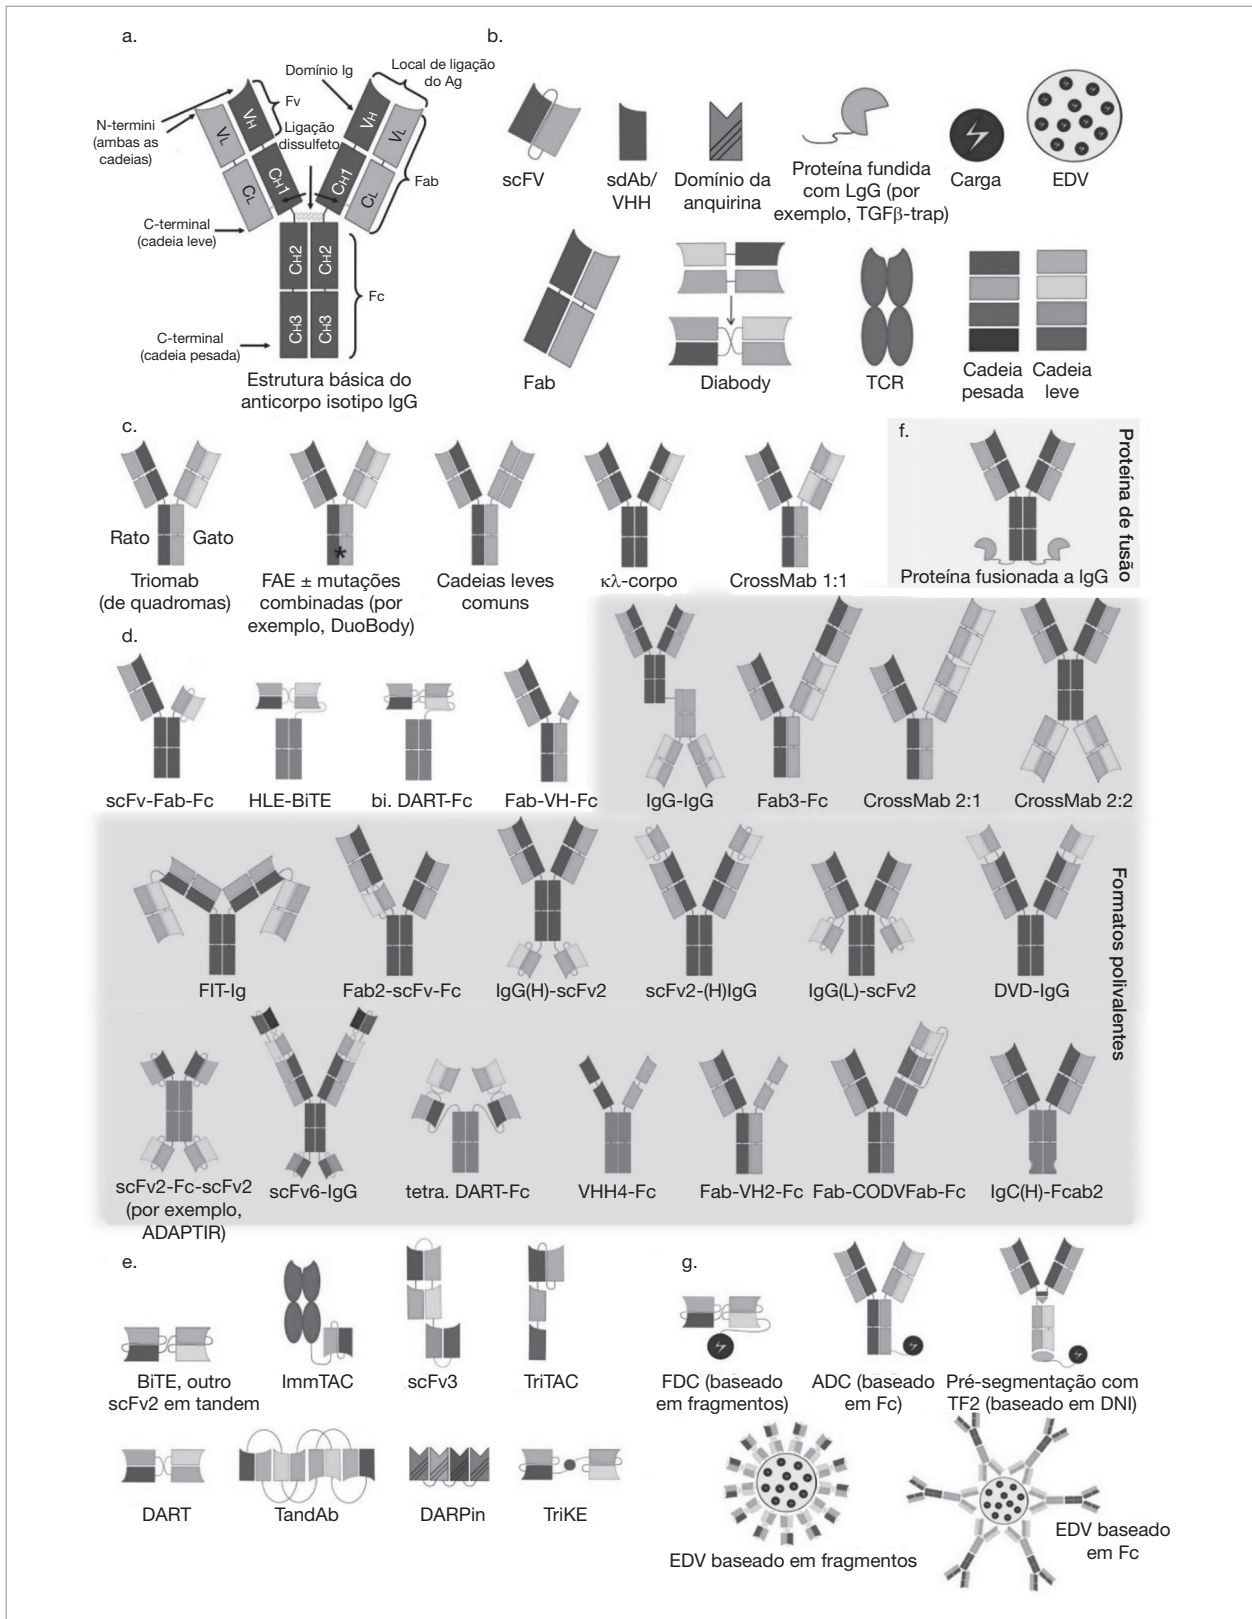 a.
Domínio Ig
Local de ligação
do Ag
Fv
N-termini
(ambas as
cadeias)
VH
VL
Ligação
dissulfeto
VH
VL
CH1
CL
CH1
CL
Fab
C-terminal
(cadeia leve)
CH2
CH2
Fc
CH3
CH3
C-terminal
(cadeia pesada)
Estrutura básica do
anticorpo isotipo IgG
b.
scFV
sdAb/
VHH
Domínio da
anquirina
Proteína fundida
com LgG (por
exemplo, TGFβ-trap)
Carga
EDV
Fab
Diabody
TCR
Cadeia
pesada
Cadeia
leve
c.
Rato
Gato
Triomab
(de quadromas)
*
FAE ± mutações
combinadas (por
exemplo, DuoBody)
Cadeias leves
comuns
κλ-corpo
CrossMab 1:1
f.
Proteína fusionada a IgG
Proteína de fusão
d.
scFv-Fab-Fc
HLE-BiTE
bi. DART-Fc
Fab-VH-Fc
IgG-IgG
Fab3-Fc
CrossMab 2:1
CrossMab 2:2
FIT-Ig
Fab2-scFv-Fc
IgG(H)-scFv2
scFv2-(H)IgG
IgG(L)-scFv2
DVD-IgG
Formatos polivalentes
scFv2-Fc-scFv2
(por exemplo,
ADAPTIR)
scFv6-IgG
tetra. DART-Fc
VHH4-Fc
Fab-VH2-Fc
Fab-CODVFab-Fc
IgC(H)-Fcab2
e.
BiTE, outro
scFv2 em tandem
ImmTAC
scFv3
TriTAC
DART
TandAb
DARPin
TriKE
g.
FDC (baseado
em fragmentos)
ADC (baseado
em Fc)
Pré-segmentação com
TF2 (baseado em DNI)
EDV baseado em fragmentos
EDV baseado
em Fc